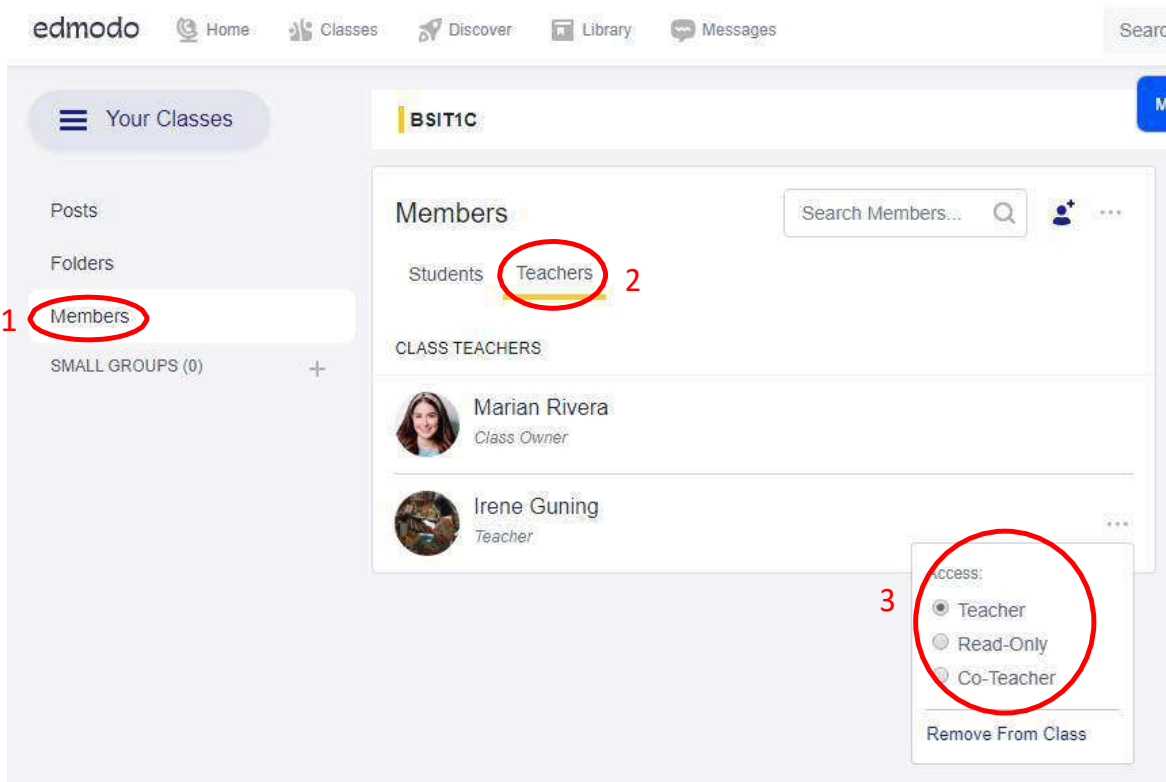 edmodo Home Classes Discover Library Messages Searc
Your Classes
BSIT1C
M
Posts
Folders
1 Members
SMALL GROUPS (0) +
Members
Search Members... ...
Students Teachers 2
CLASS TEACHERS
Marian Rivera
Class Owner
Irene Guning
Teacher
...
3
Access:
Teacher
Read-Only
Co-Teacher
Remove From Class